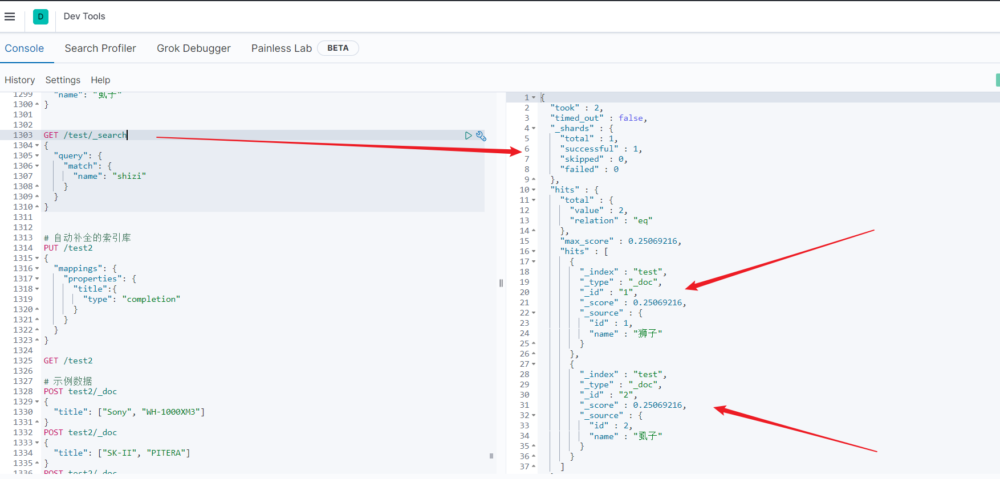 D Dev Tools
Console Search Profiler Grok Debugger Painless Lab BETA
History Settings Help
1299 "name": "虱子"
1300 }
1301
1302
1303 GET /test/_search
1304 {
1305 "query": {
1306 "match": {
1307 "name": "shizi"
1308 }
1309 }
1310 }
1311
1312
1313 # 自动补全的索引库
1314 PUT /test2
1315 {
1316 "mappings": {
1317 "properties": {
1318 "title":{
1319 "type": "completion"
1320 }
1321 }
1322 }
1323 }
1324
1325 GET /test2
1326
1327 # 示例数据
1328 POST test2/_doc
1329 {
1330 "title": ["Sony", "WH-1000XM3"]
1331 }
1332 POST test2/_doc
1333 {
1334 "title": ["SK-II", "PITERA"]
1335 }
1336 POST test2/_doc
1 {
2 "took" : 2,
3 "timed_out" : false,
4 "_shards" : {
5 "total" : 1,
6 "successful" : 1,
7 "skipped" : 0,
8 "failed" : 0
9 },
10 "hits" : {
11 "total" : {
12 "value" : 2,
13 "relation" : "eq"
14 },
15 "max_score" : 0.25069216,
16 "hits" : [
17 {
18 "_index" : "test",
19 "_type" : "_doc",
20 "_id" : "1",
21 "_score" : 0.25069216,
22 "_source" : {
23 "id" : 1,
24 "name" : "狮子"
25 }
26 },
27 {
28 "_index" : "test",
29 "_type" : "_doc",
30 "_id" : "2",
31 "_score" : 0.25069216,
32 "_source" : {
33 "id" : 2,
34 "name" : "虱子"
35 }
36 }
37 ]